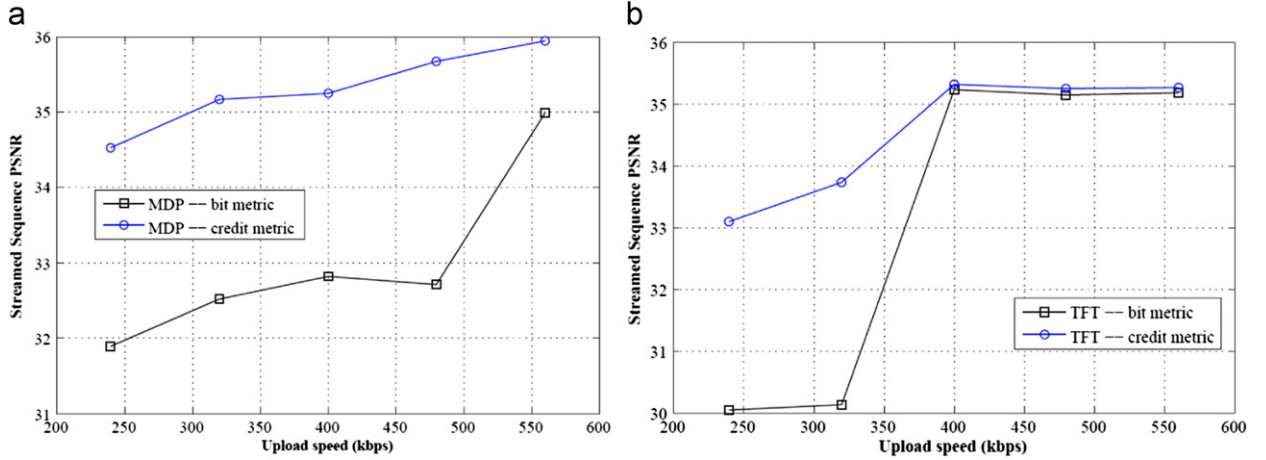 a
36
35
34
33
32
31
Streamed Sequence PSNR
MDP –– bit metric
MDP –– credit metric
200 250 300 350 400 450 500 550 600
Upload speed (kbps)
b
36
35
34
33
32
31
30
Streamed Sequence PSNR
TFT –– bit metric
TFT –– credit metric
200 250 300 350 400 450 500 550 600
Upload speed (kbps)